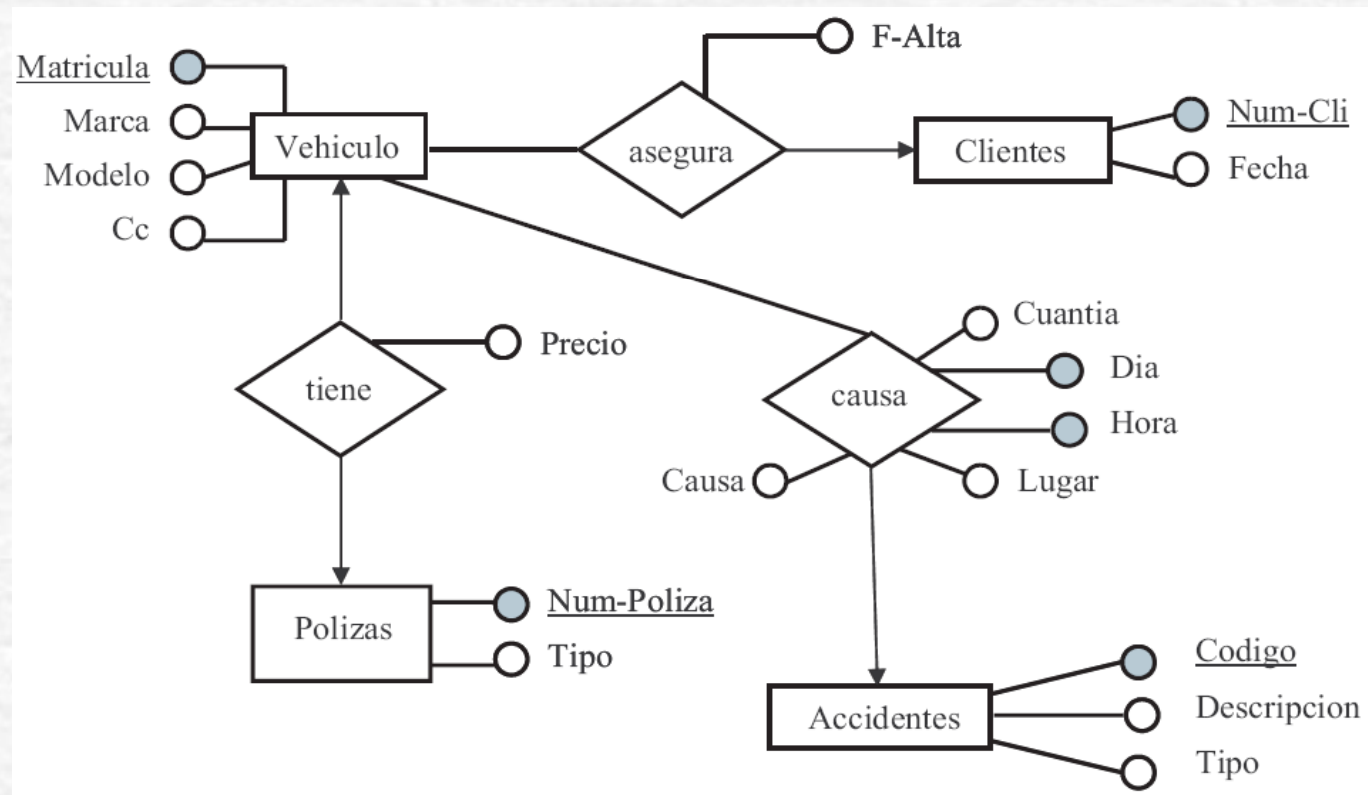 F-Alta
Matricula
Marca
Modelo
Cc
Vehiculo
asegura
Clientes
Num-Cli
Fecha
tiene
Precio
Cuantia
Dia
Hora
Lugar
causa
Causa
Polizas
Num-Poliza
Tipo
Accidentes
Codigo
Descripcion
Tipo